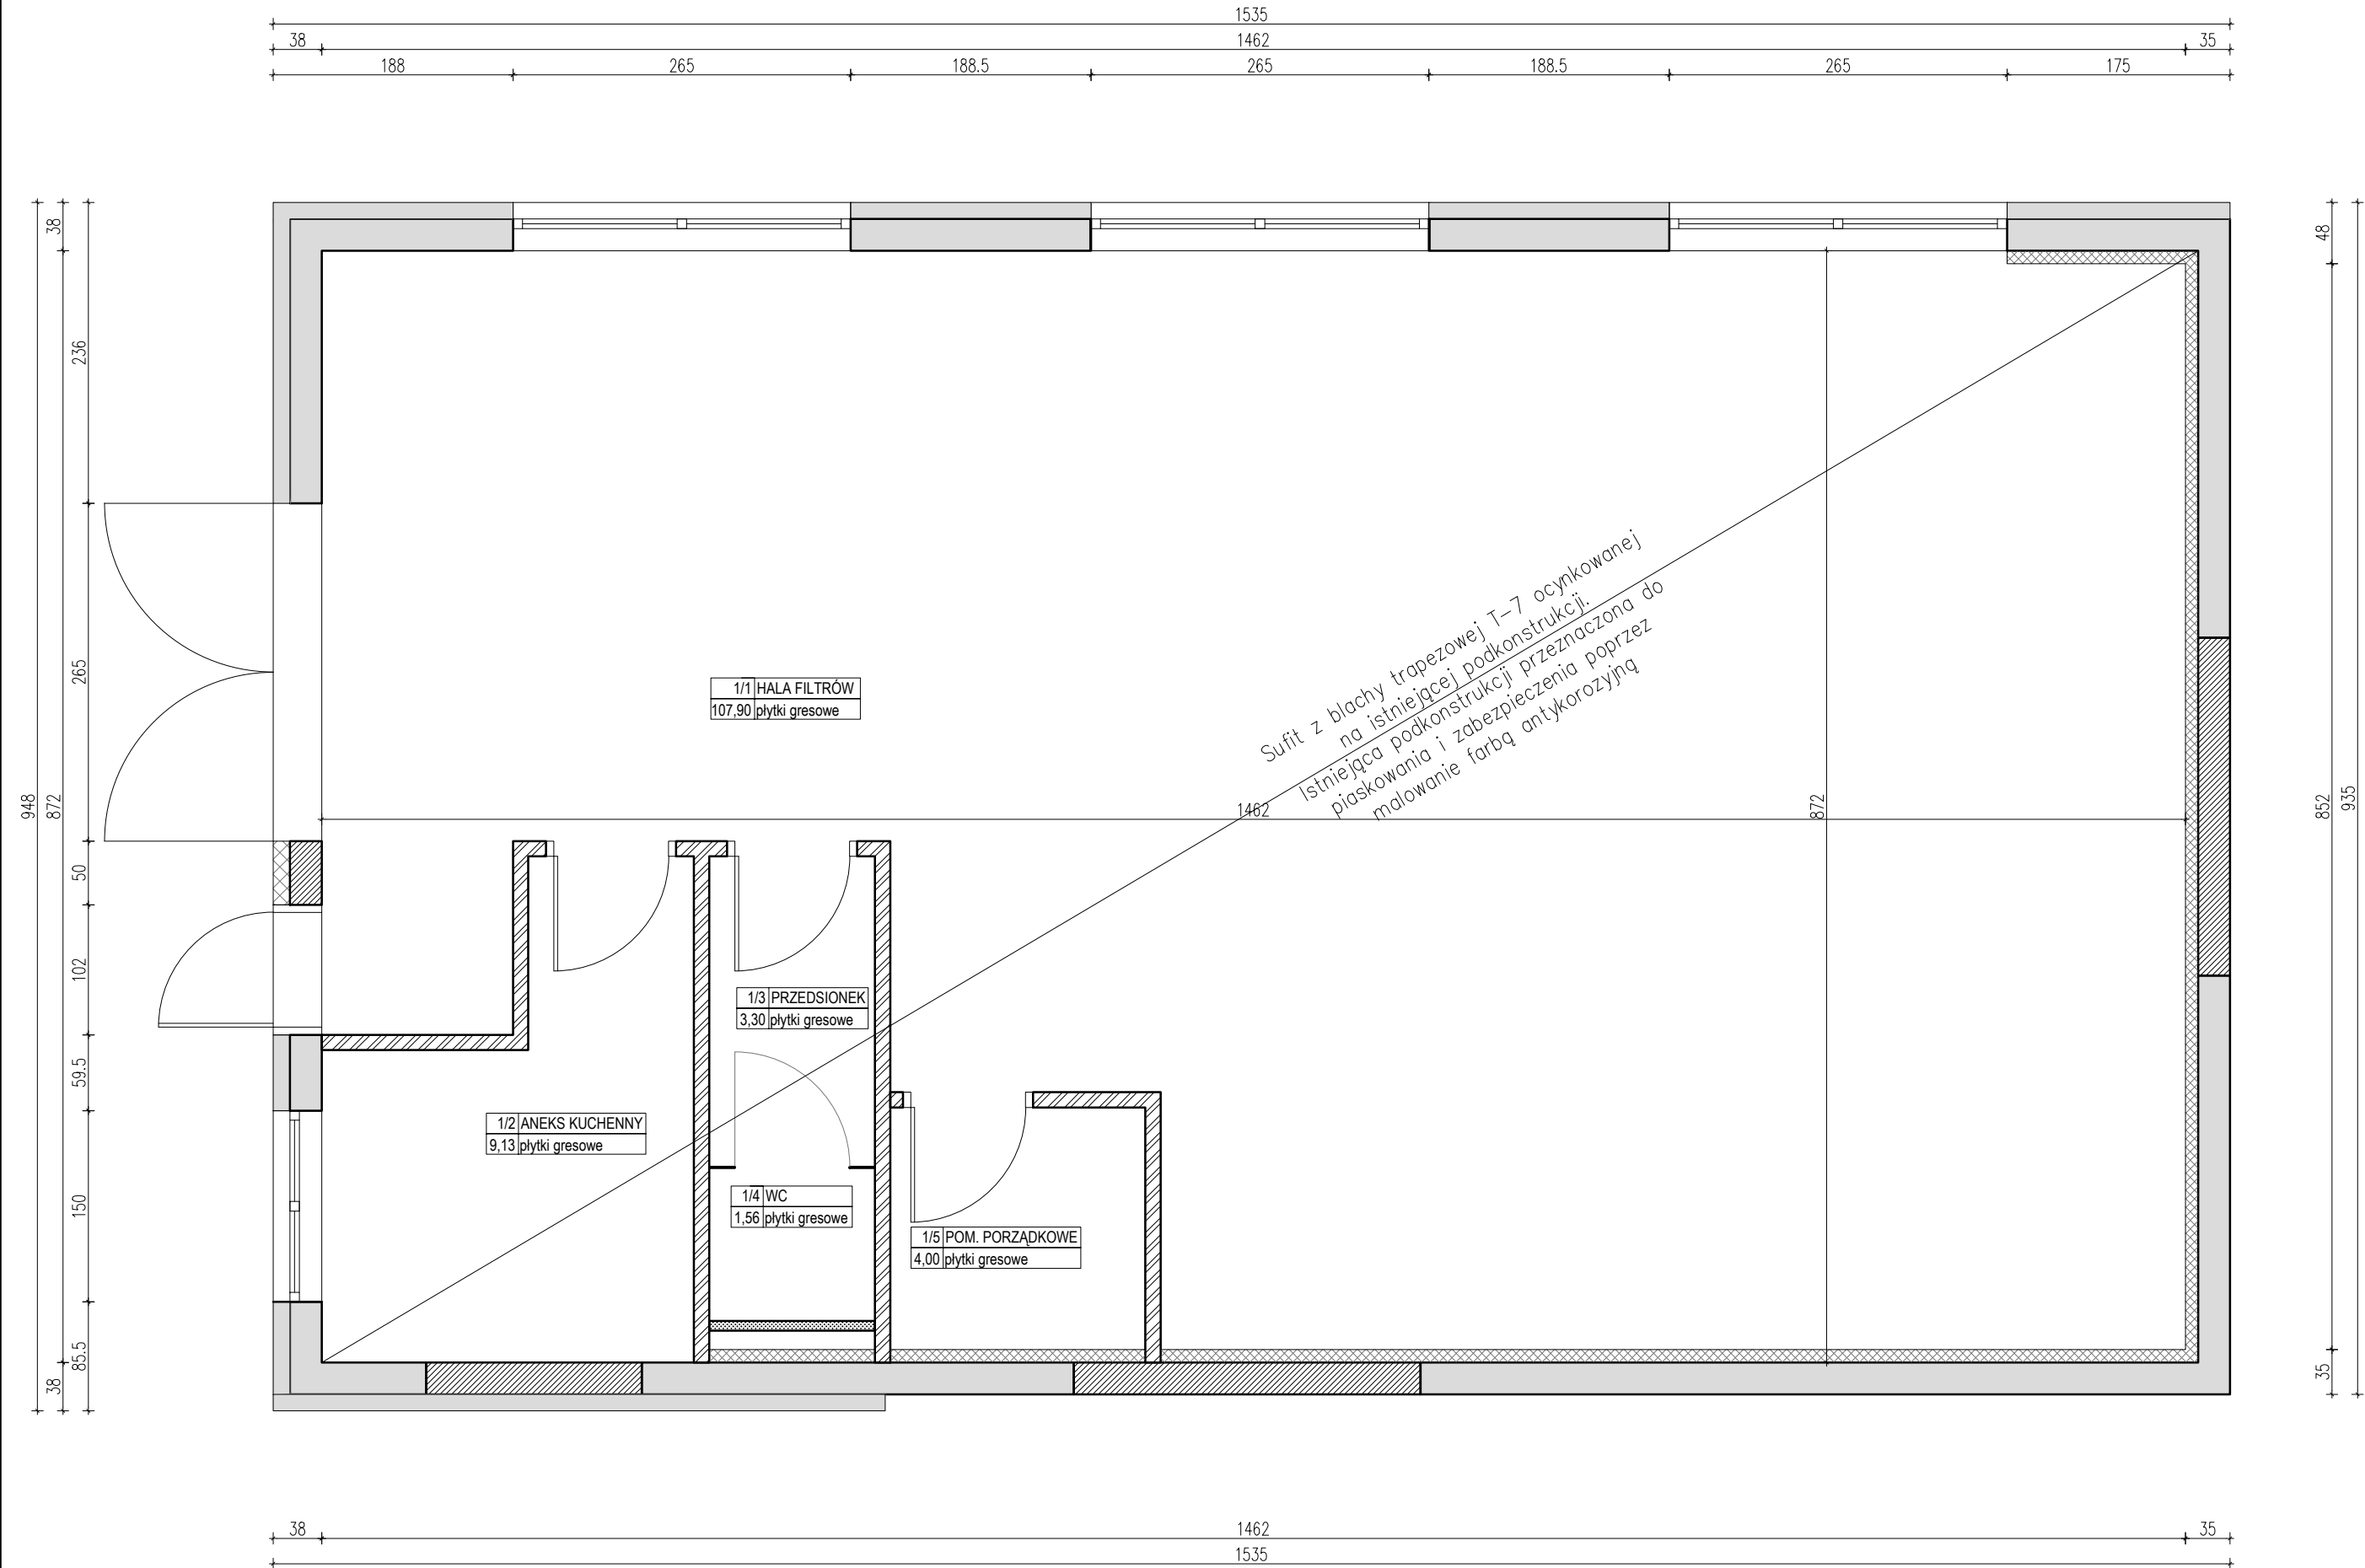 1535
38 1462 35
188 265 188.5 265 188.5 265 175
948
38 872 38
236 265 50 102 59.5 150 85.5
48 852 35
935
1/1 HALA FILTRÓW
107,90 płytki gresowe
Sufit z blachy trapezowej T-7 ocynkowanej
na istniejącej podkonstrukcji.
Istniejąca podkonstrukcji przeznaczona do
piaskowania i zabezpieczenia poprzez
malowanie farbą antykorozyjną
1462
872
1/3 PRZEDSIONEK
3,30 płytki gresowe
1/2 ANEKS KUCHENNY
9,13 płytki gresowe
1/4 WC
1,56 płytki gresowe
1/5 POM. PORZĄDKOWE
4,00 płytki gresowe
38 1462 35
1535